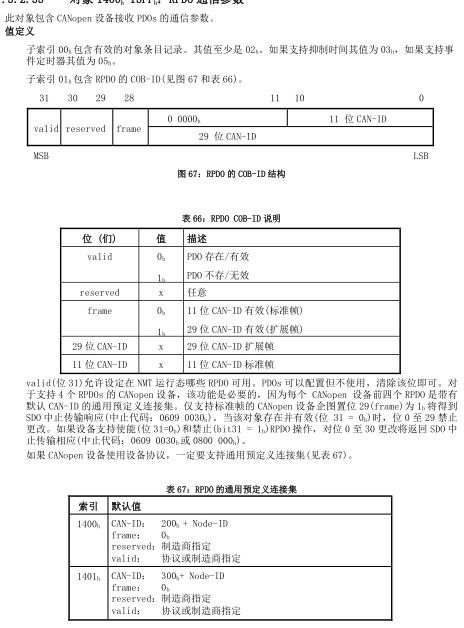 对象 1400h
此对象包含 CANopen 设备接收 PDOs 的通信参数。
值定义
子索引 00h包含有效的对象条目记录。其值至少是 02h。如果支持抑制时间其值为 03h, 如果支持事
件定时器其值为 05h。
子索引 01h包含 RPDO 的 COB-ID(见图 67 和表 66)。
31 30 29 28 11 10 0
valid reserved frame 0 0000h 11 位 CAN-ID
29 位 CAN-ID
MSB LSB
图 67: RPDO 的 COB-ID 结构
表 66: RPDO COB-ID 说明
位 (们) 值 描述
valid 0h PDO 存在/有效
1h PDO 不存/无效
reserved x 任意
frame 0h 11 位 CAN-ID 有效(标准帧)
1h 29 位 CAN-ID 有效(扩展帧)
29 位 CAN-ID x 29 位 CAN-ID 扩展帧
11 位 CAN-ID x 11 位 CAN-ID 标准帧
valid(位 31)允许设定在 NMT 运行态哪些 RPDO 可用。PDOs 可以配置但不使用, 清除该位即可。对
于支持 4 个 RPDOs 的 CANopen 设备, 该功能是必要的, 因为每个 CANopen 设备前四个 RPDO 是带有
默认 CAN-ID 的通用预定义连接集。仅支持标准帧的 CANopen 设备企图置位 29(frame)为 1h将得到
SDO 中止传输响应(中止代码: 0609 0030h)。当该对象存在并有效(位 31 = 0h)时, 位 0 至 29 禁止
更改。如果设备支持使能(位 31=0h)和禁止(bit31 = 1h)RPDO 操作, 对位 0 至 30 更改将返回 SDO 中
止传输相应(中止代码: 0609 0030h或 0800 000h)。
如果 CANopen 设备使用设备协议, 一定要支持通用预定义连接集(见表 67)。
表 67: RPDO 的通用预定义连接集
索引 默认值
1400h CAN-ID: 200h + Node-ID
frame: 0h
reserved: 制造商指定
valid: 协议或制造商指定
1401h CAN-ID: 300h+ Node-ID
frame: 0h
reserved: 制造商指定
valid: 协议或制造商指定